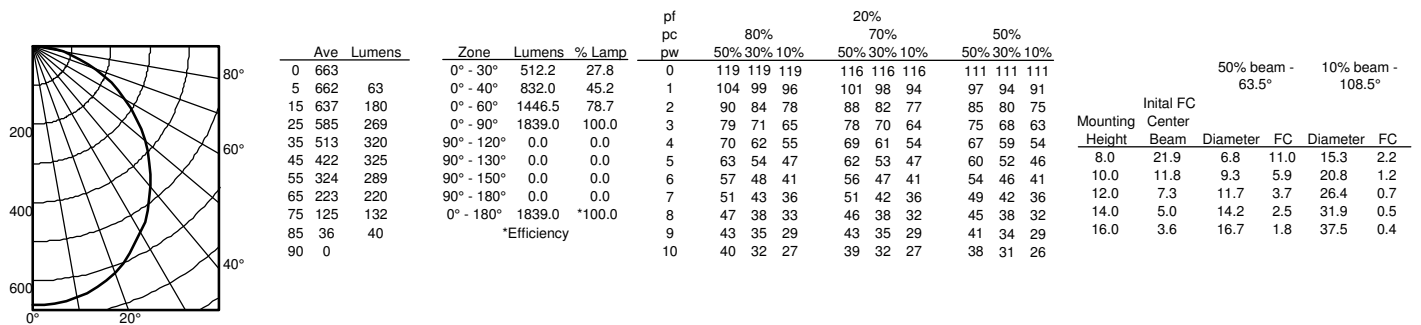 80°
200
60°
400
40°
600
0° 20°
Ave Lumens
0 663
5 662 63
15 637 180
25 585 269
35 513 320
45 422 325
55 324 289
65 223 220
75 125 132
85 36 40
90 0
Zone Lumens % Lamp
0° - 30° 512.2 27.8
0° - 40° 832.0 45.2
0° - 60° 1446.5 78.7
0° - 90° 1839.0 100.0
90° - 120° 0.0 0.0
90° - 130° 0.0 0.0
90° - 150° 0.0 0.0
90° - 180° 0.0 0.0
0° - 180° 1839.0 *100.0
*Efficiency
pf 20%
pc 80% 70% 50%
pw 50% 30% 10% 50% 30% 10% 50% 30% 10%
0 119 119 119 116 116 116 111 111 111
1 104 99 96 101 98 94 97 94 91
2 90 84 78 88 82 77 85 80 75
3 79 71 65 78 70 64 75 68 63
4 70 62 55 69 61 54 67 59 54
5 63 54 47 62 53 47 60 52 46
6 57 48 41 56 47 41 54 46 41
7 51 43 36 51 42 36 49 42 36
8 47 38 33 46 38 32 45 38 32
9 43 35 29 43 35 29 41 34 29
10 40 32 27 39 32 27 38 31 26
50% beam - 10% beam -
63.5° 108.5°
Inital FC
Mounting Center
Height Beam Diameter FC Diameter FC
8.0 21.9 6.8 11.0 15.3 2.2
10.0 11.8 9.3 5.9 20.8 1.2
12.0 7.3 11.7 3.7 26.4 0.7
14.0 5.0 14.2 2.5 31.9 0.5
16.0 3.6 16.7 1.8 37.5 0.4